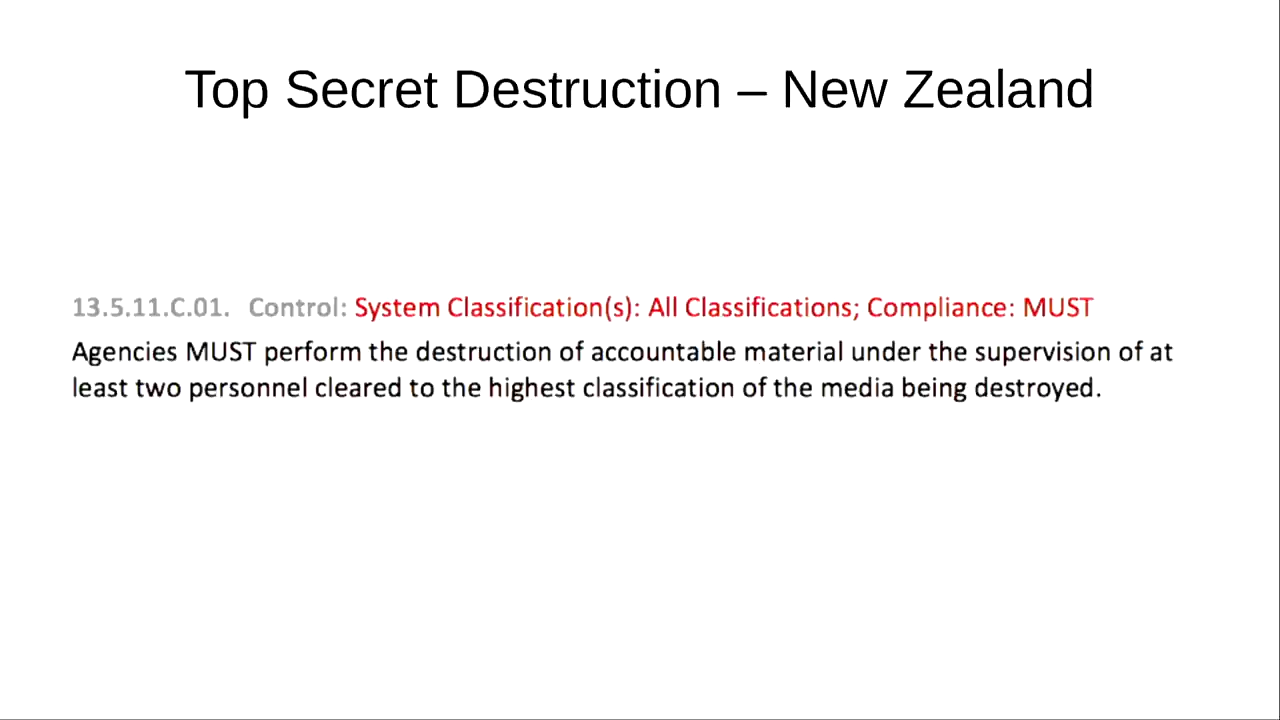 Top Secret Destruction – New Zealand
13.5.11.C.01. Control: System Classification(s): All Classifications; Compliance: MUST
Agencies MUST perform the destruction of accountable material under the supervision of at
least two personnel cleared to the highest classification of the media being destroyed.